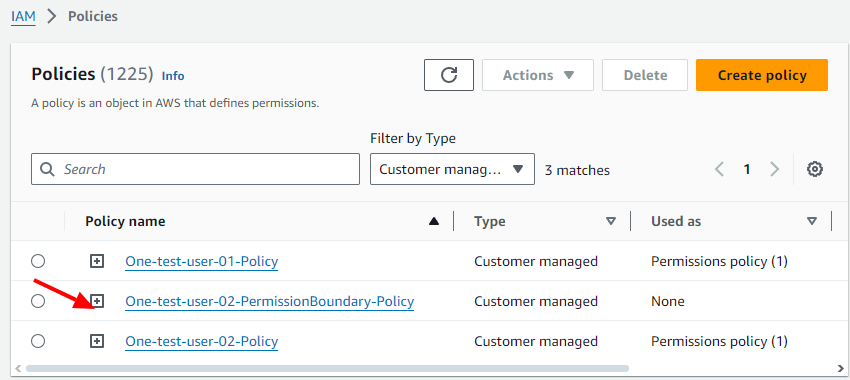 IAM > Policies
Policies (1225) Info
Actions Delete Create policy
A policy is an object in AWS that defines permissions.
Filter by Type
Search Customer manag... 3 matches 1
Policy name Type Used as
One-test-user-01-Policy Customer managed Permissions policy (1)
One-test-user-02-PermissionBoundary-Policy Customer managed None
One-test-user-02-Policy Customer managed Permissions policy (1)